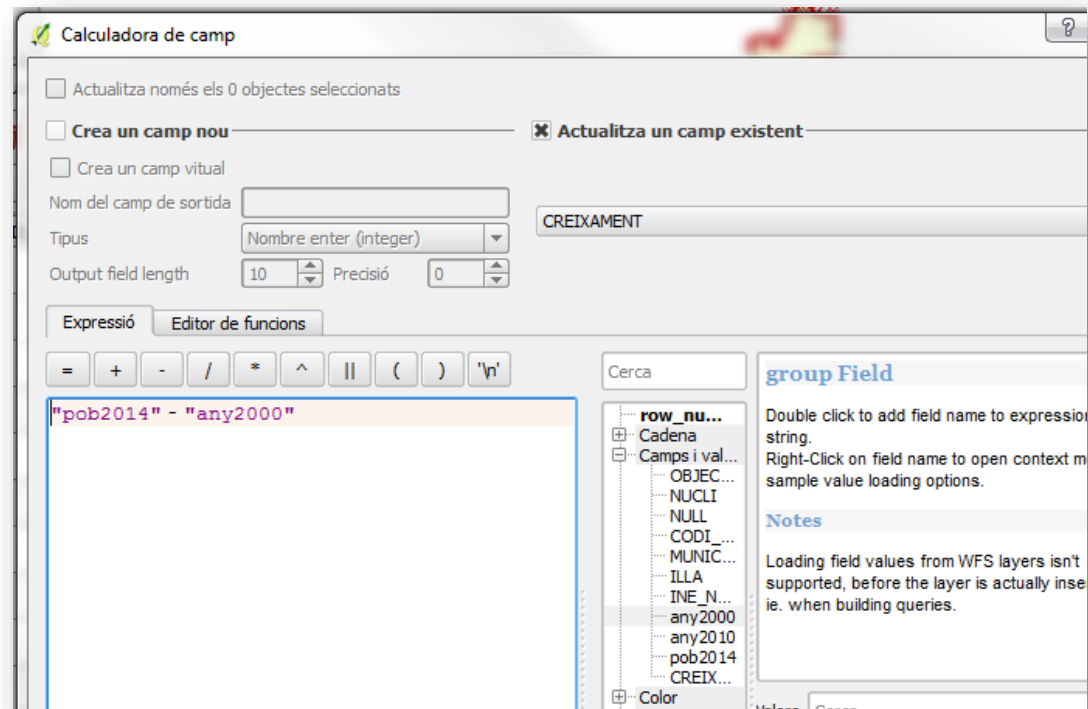 Calculadora de camp
?
Actualitza només els 0 objectes seleccionats
Crea un camp nou
Actualitza un camp existent
Crea un camp vitual
Nom del camp de sortida
CREIXAMENT
Tipus
Nombre enter (integer)
Output field length
10
Precisió
0
Expressió
Editor de funcions
= + - / * ^ || ( ) '\n'
"pob2014" - "any2000"
Cerca
row_nu...
Cadena
Camps i val...
OBJEC...
NUCLI
NULL
CODI_...
MUNIC...
ILLA
INE_N...
any2000
any2010
pob2014
CREIX...
Color
group Field
Double click to add field name to expression
string.
Right-Click on field name to open context m
sample value loading options.
Notes
Loading field values from WFS layers isn't
supported, before the layer is actually inse
ie. when building queries.